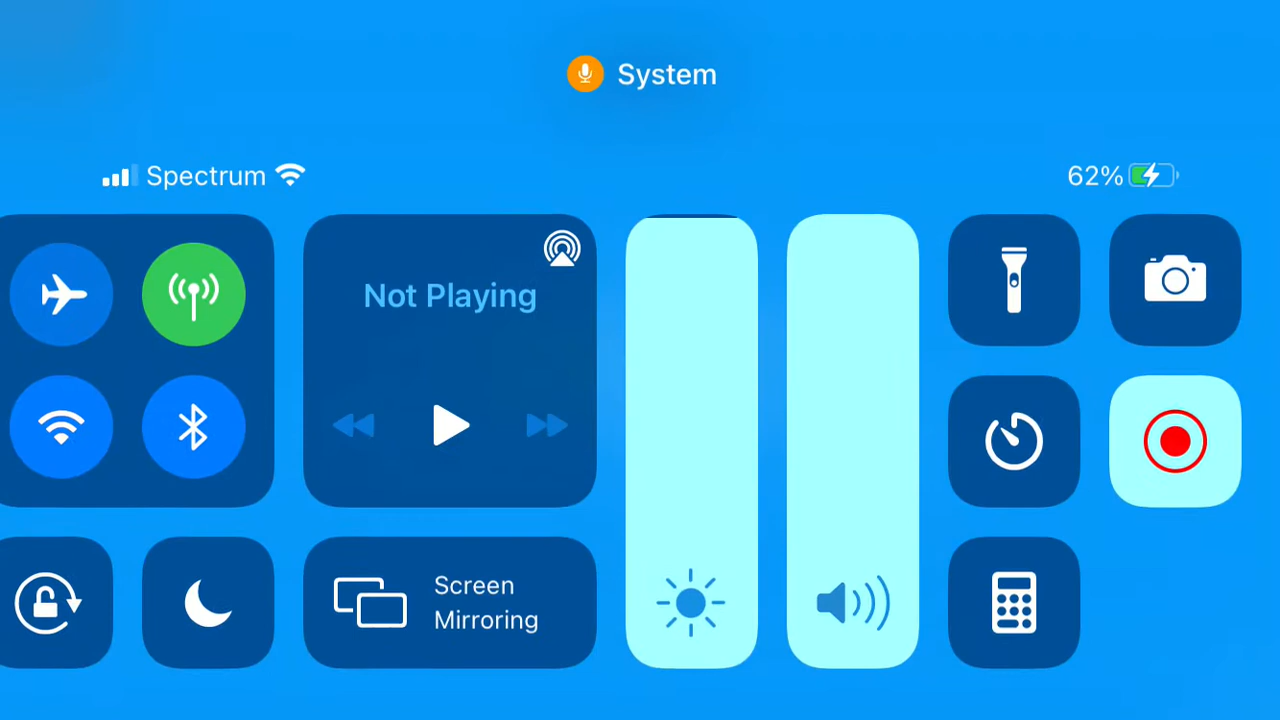 System
Spectrum
62%
Not Playing
Screen
Mirroring